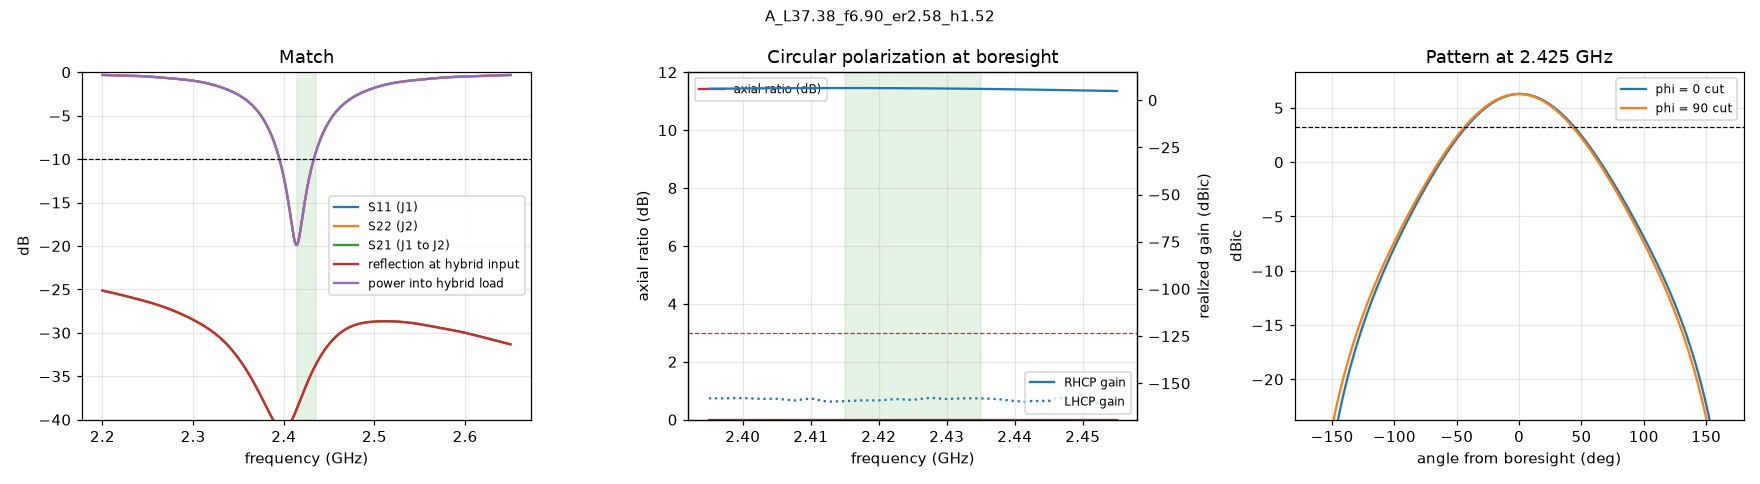 A_L37.38_f6.90_er2.58_h1.52
Match
0
−5
−10
−15
−20
−25
−30
−35
−40
dB
2.2
2.3
2.4
2.5
2.6
frequency (GHz)
S11 (J1)
S22 (J2)
S21 (J1 to J2)
reflection at hybrid input
power into hybrid load
Circular polarization at boresight
12
10
8
6
4
2
0
axial ratio (dB)
axial ratio (dB)
2.40
2.41
2.42
2.43
2.44
2.45
frequency (GHz)
0
−25
−50
−75
−100
−125
−150
realized gain (dBic)
RHCP gain
LHCP gain
Pattern at 2.425 GHz
5
0
−5
−10
−15
−20
dBic
−150
−100
−50
0
50
100
150
angle from boresight (deg)
phi = 0 cut
phi = 90 cut